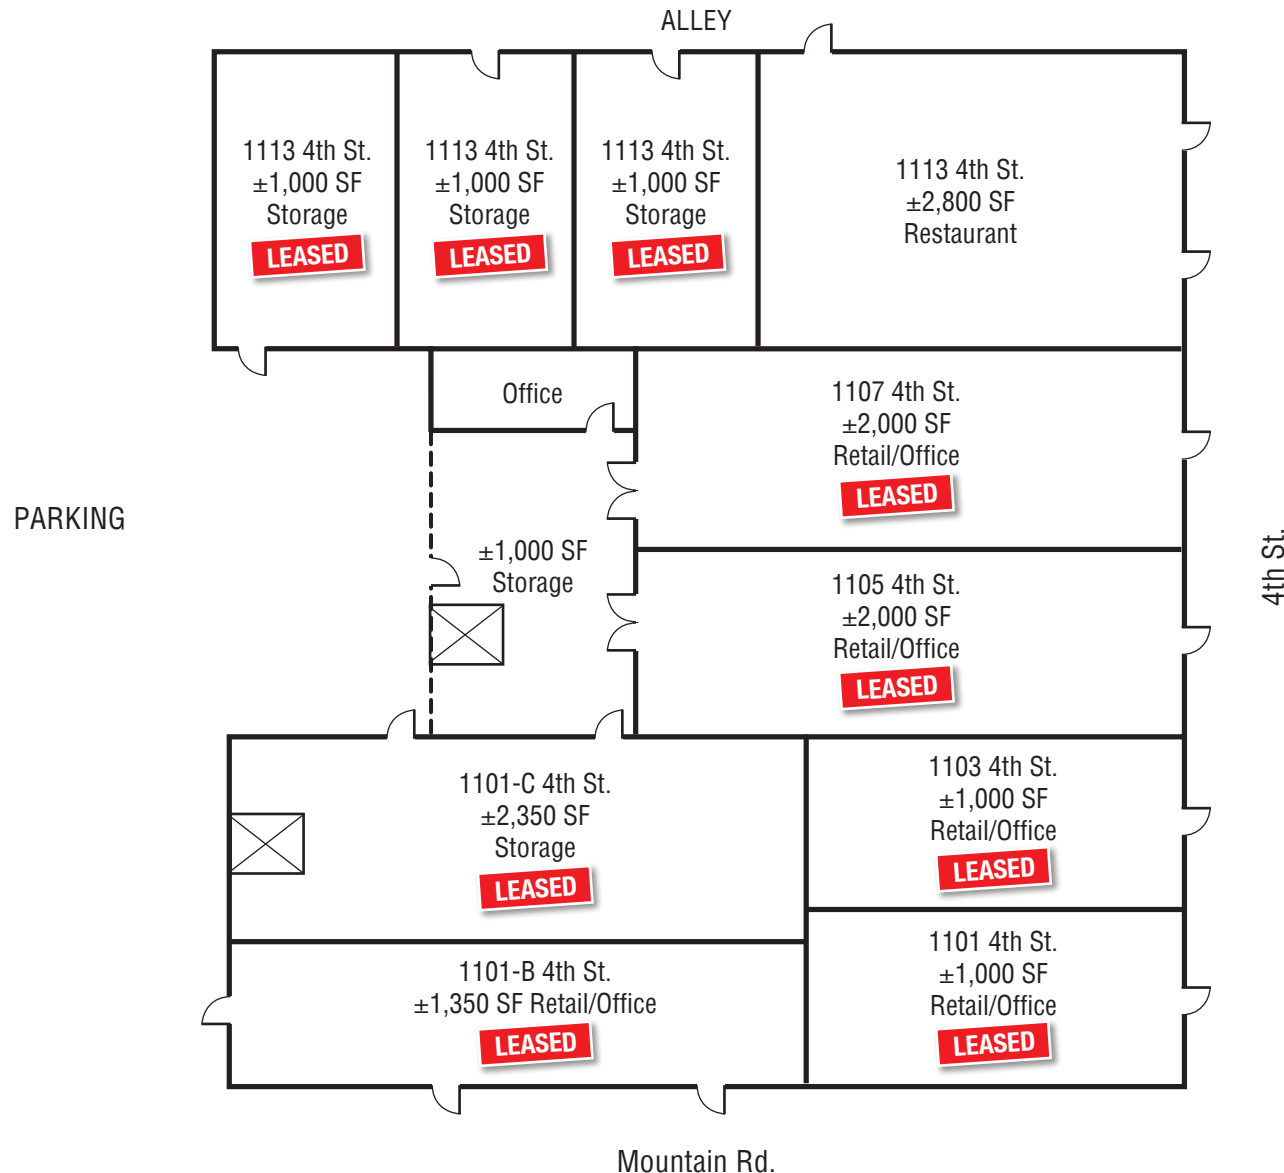 ALLEY
1113 4th St.
±1,000 SF
Storage
LEASED
1113 4th St.
±1,000 SF
Storage
LEASED
1113 4th St.
±1,000 SF
Storage
LEASED
1113 4th St.
±2,800 SF
Restaurant
Office
1107 4th St.
±2,000 SF
Retail/Office
LEASED
PARKING
±1,000 SF
Storage
1105 4th St.
±2,000 SF
Retail/Office
LEASED
4th St.
1101-C 4th St.
±2,350 SF
Storage
LEASED
1103 4th St.
±1,000 SF
Retail/Office
LEASED
1101-B 4th St.
±1,350 SF Retail/Office
LEASED
1101 4th St.
±1,000 SF
Retail/Office
LEASED
Mountain Rd.